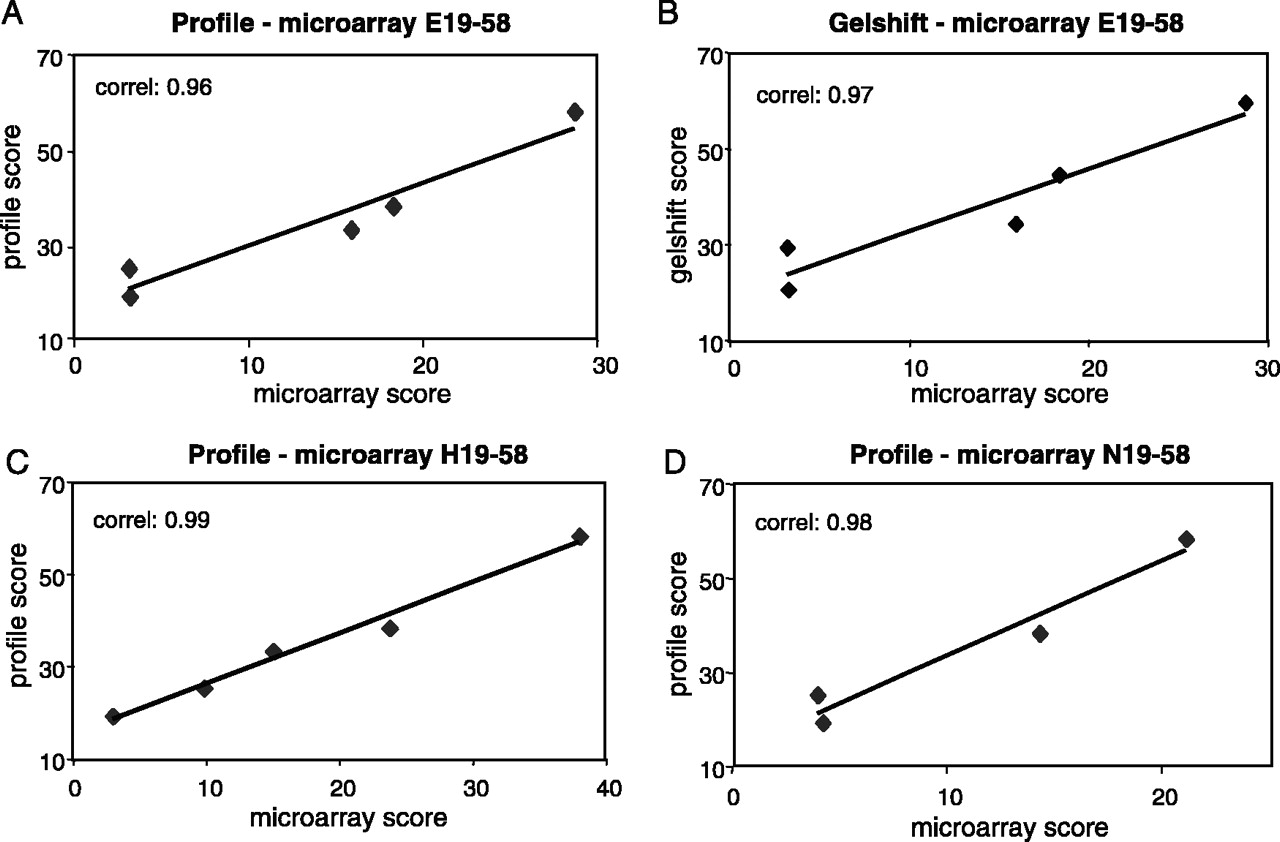 A
Profile - microarray E19-58
correl: 0.96
profile score
70
50
30
10
0 10 20 30
microarray score
B
Gelshift - microarray E19-58
correl: 0.97
gelshift score
70
50
30
10
0 10 20 30
microarray score
C
Profile - microarray H19-58
correl: 0.99
profile score
70
50
30
10
0 10 20 30 40
microarray score
D
Profile - microarray N19-58
correl: 0.98
profile score
70
50
30
10
0 10 20
microarray score